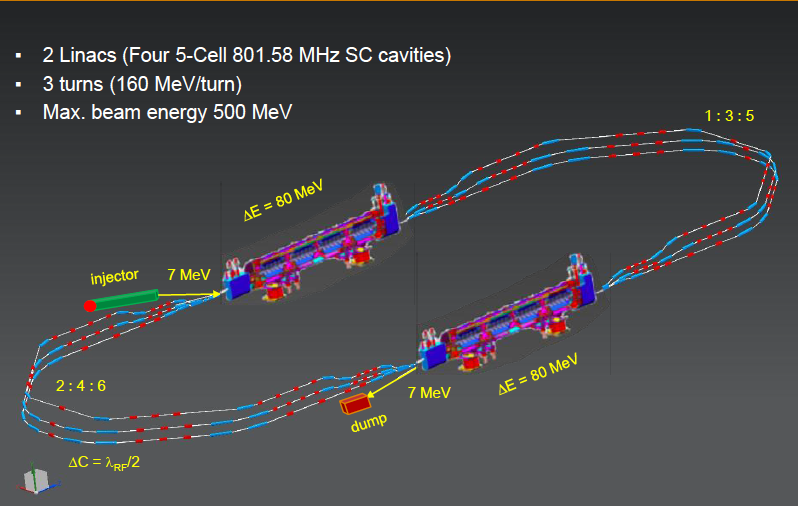 ▪ 2 Linacs (Four 5-Cell 801.58 MHz SC cavities)
▪ 3 turns (160 MeV/turn)
▪ Max. beam energy 500 MeV
1 : 3 : 5
ΔE = 80 MeV
injector
7 MeV
2 : 4 : 6
7 MeV
ΔE = 80 MeV
dump
ΔC = λRF/2